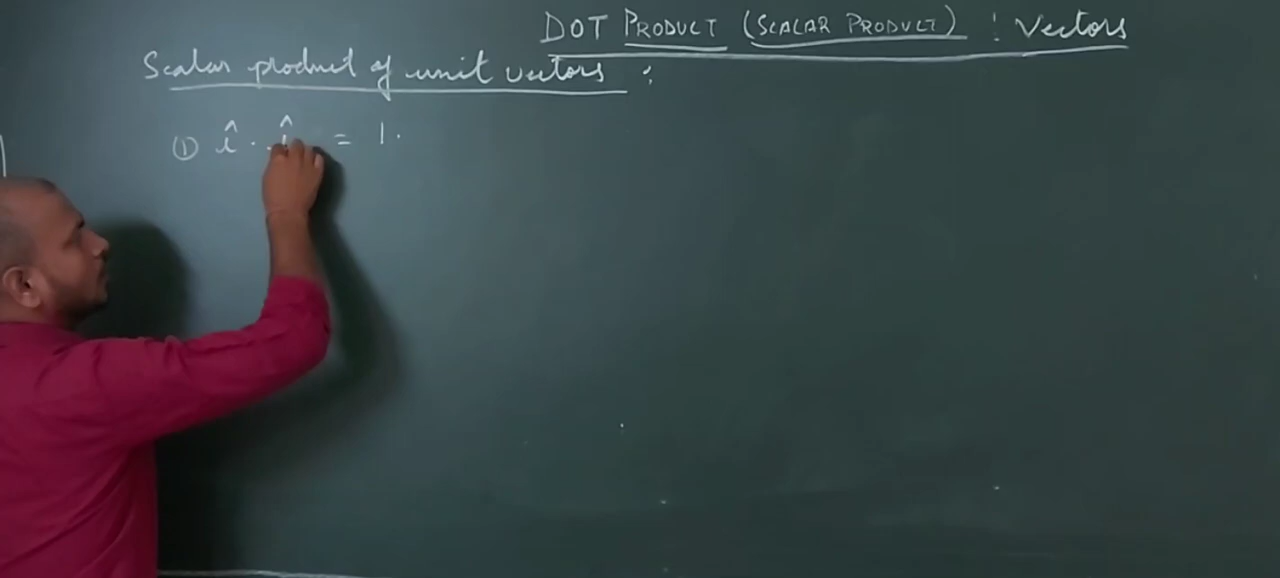 DOT PRODUCT (SCALAR PRODUCT) : Vectors
Scalar product of unit vectors :
① î . î = 1.